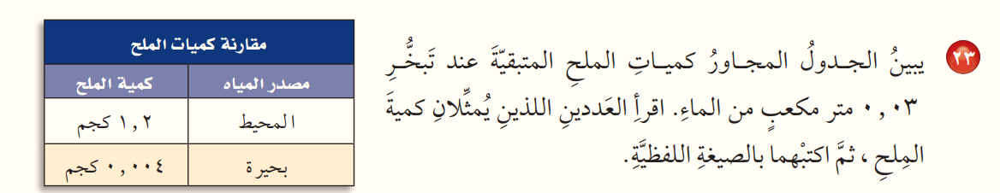 ٢٣ يبينُ الجدولُ المجاورُ كمياتِ الملحِ المتبقيّةَ عند تَبخُّرِ
٠,٠٣ متر مكعبٍ من الماءِ. اقرأِ العَددينِ اللذينِ يُمثِّلانِ كميةَ
المِلحِ، ثمَّ اكتبْهما بالصيغةِ اللفظيَّةِ.
مقارنة كميات الملح
مصدر المياه كمية الملح
المحيط ١,٢ كجم
بحيرة ٠,٠٠٤ كجم